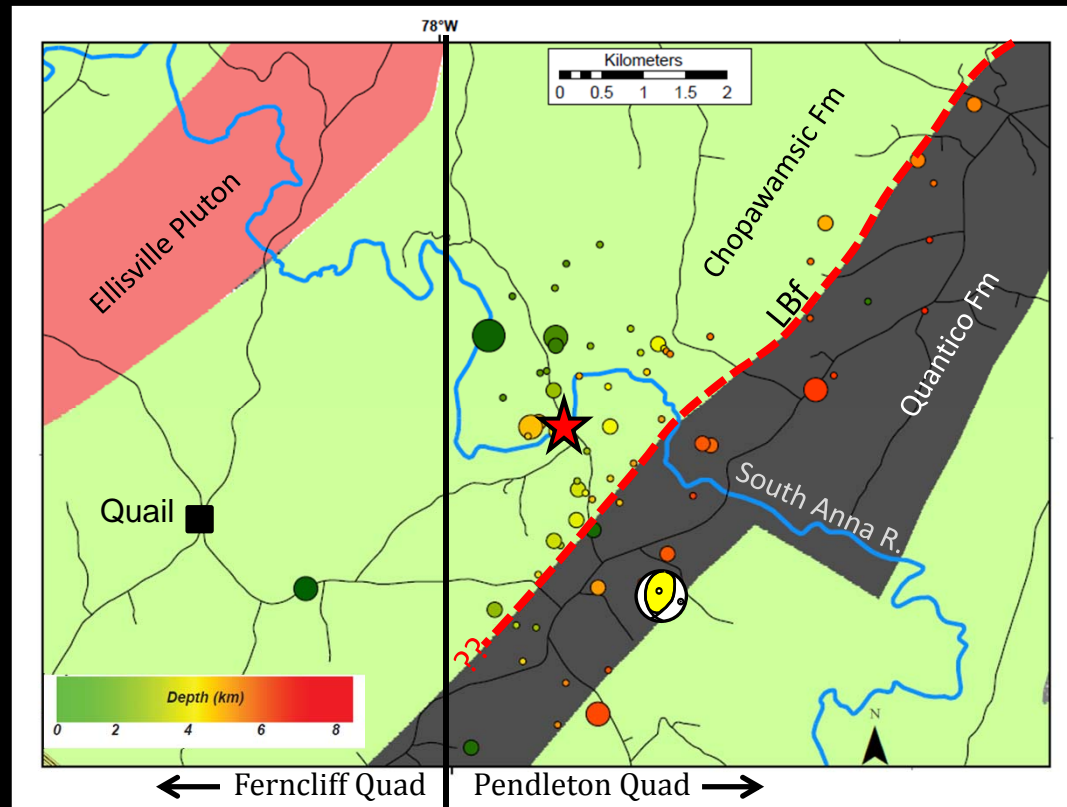 78°W
Kilometers
0 0.5 1 1.5 2
Chopawamsic Fm
Ellisville Pluton
LBf
Quantico Fm
South Anna R.
Quail
??
Depth (km)
0 2 4 6 8
N
Ferncliff Quad
Pendleton Quad